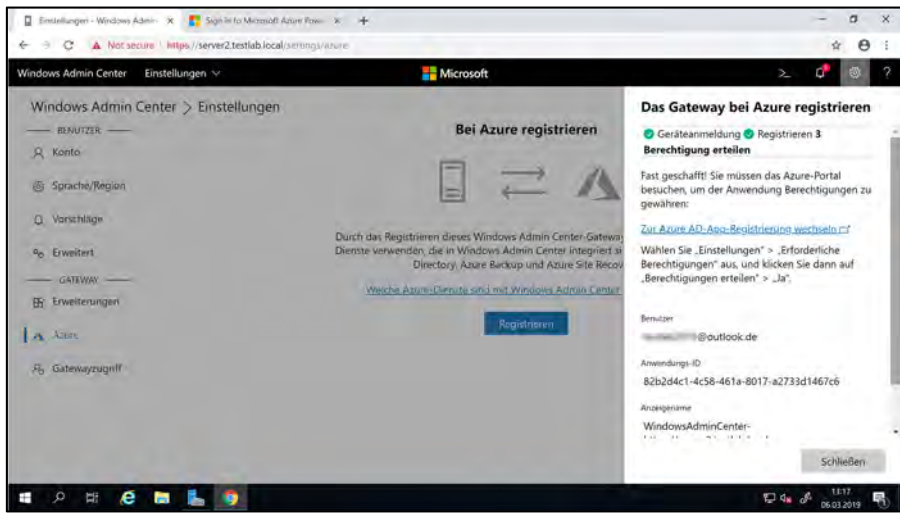 Einstellungen - Windows Admin
Sign in to Microsoft Azure Power
Not secure https://server2.testlab.local/settings/azure
Windows Admin Center Einstellungen Microsoft
Windows Admin Center > Einstellungen
BENUTZER
Konto
Sprache/Region
Vorschläge
Erweitert
GATEWAY
Erweiterungen
Azure
Gatewayzugriff
Bei Azure registrieren
Durch das Registrieren dieses Windows Admin Center-Gateway
Dienste verwenden, die in Windows Admin Center integriert si
Directory, Azure Backup und Azure Site Recov
Welche Azure-Dienste sind mit Windows Admin Center
Registrieren
Das Gateway bei Azure registrieren
Geräteanmeldung Registrieren 3
Berechtigung erteilen
Fast geschafft! Sie müssen das Azure-Portal
besuchen, um der Anwendung Berechtigungen zu
gewähren:
Zur Azure AD-App-Registrierung wechseln
Wählen Sie „Einstellungen" > „Erforderliche
Berechtigungen" aus, und klicken Sie dann auf
„Berechtigungen erteilen" > „Ja".
Benutzer
@outlook.de
Anwendungs-ID
82b2d4c1-4c58-461a-8017-a2733d1467c6
Anzeigename
WindowsAdminCenter-
Schließen
13:17
06.03.2019